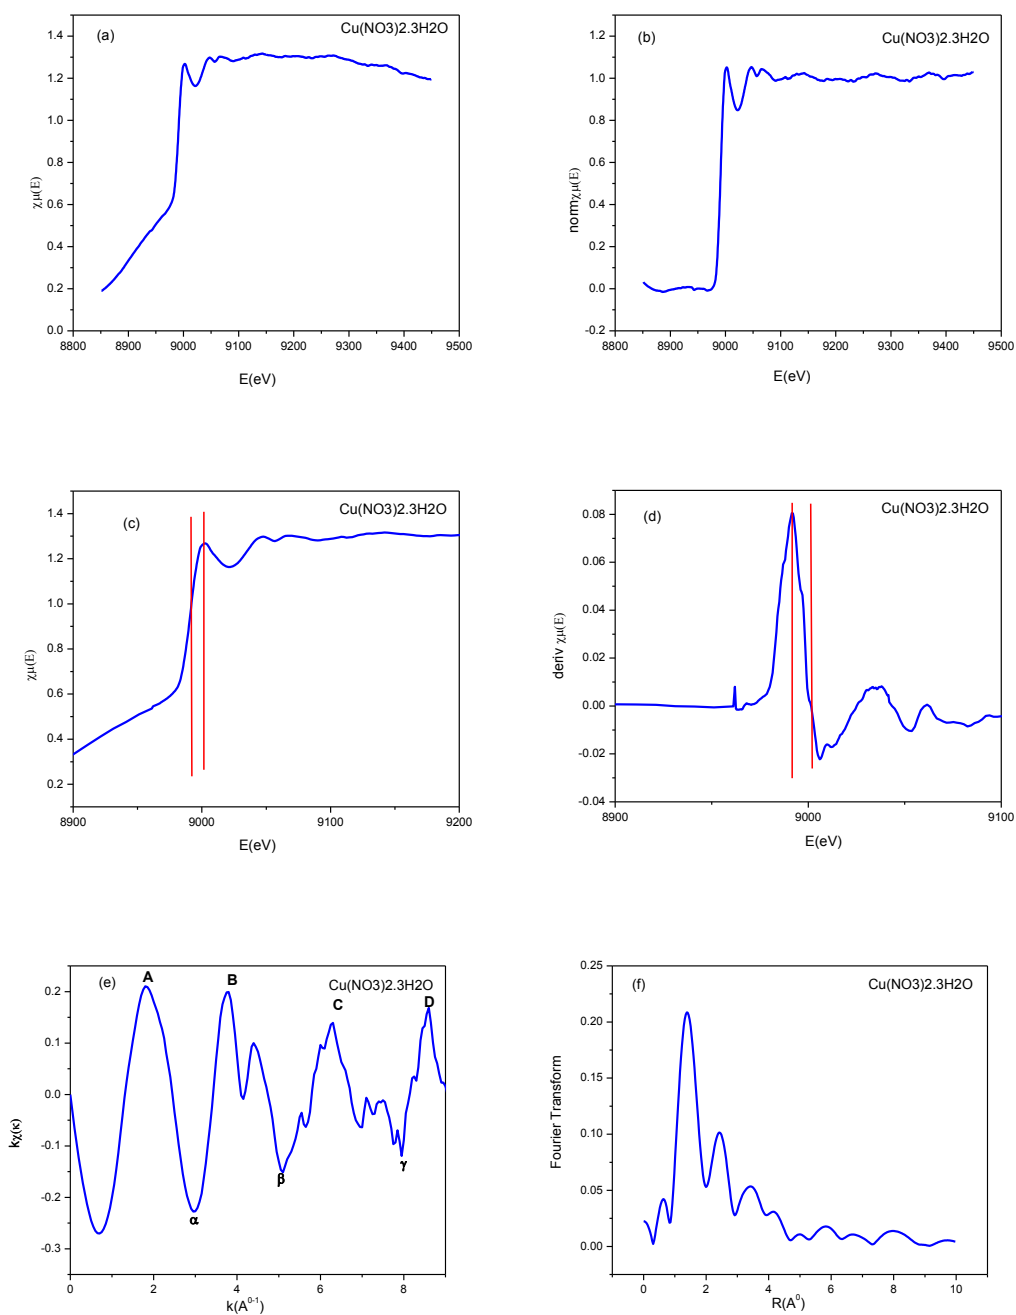 (a)
Cu(NO3)2.3H2O
1.4
1.2
1.0
0.8
0.6
0.4
0.2
0.0
χμ(E)
8800 8900 9000 9100 9200 9300 9400 9500
E(eV)
(b)
Cu(NO3)2.3H2O
1.2
1.0
0.8
0.6
0.4
0.2
0.0
-0.2
normχμ(E)
8800 8900 9000 9100 9200 9300 9400 9500
E(eV)
(c)
Cu(NO3)2.3H2O
1.4
1.2
1.0
0.8
0.6
0.4
0.2
χμ(E)
8900 9000 9100 9200
E(eV)
(d)
Cu(NO3)2.3H2O
0.08
0.06
0.04
0.02
0.00
-0.02
-0.04
deriv χμ(E)
8900 9000 9100
E(eV)
(e)
Cu(NO3)2.3H2O
A
B
C
D
α
β
γ
0.2
0.1
0.0
-0.1
-0.2
-0.3
kχ(κ)
0 2 4 6 8
k(A⁰⁻¹)
(f)
Cu(NO3)2.3H2O
0.25
0.20
0.15
0.10
0.05
0.00
Fourier Transform
0 2 4 6 8 10
R(A⁰)